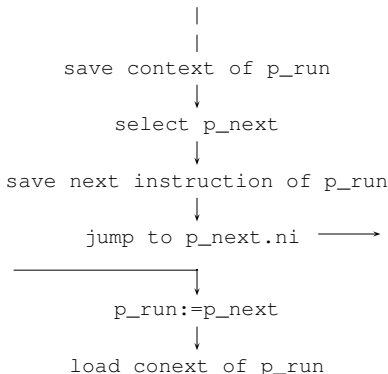 save context of p_run
select p_next
save next instruction of p_run
jump to p_next.ni
p_run:=p_next
load conext of p_run